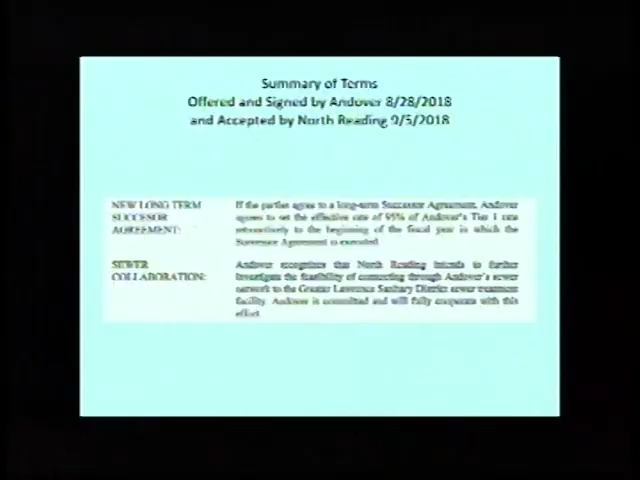 Summary of Terms
Offered and Signed by Andover 8/28/2018
and Accepted by North Reading 9/5/2018
NEW LONG TERM
SUCCESOR
AGREEMENT:
If the parties agree to a long-term Successor Agreement, Andover
agrees to set the effective rate of 95% of Andover's Tier 1 rate
retroactively to the beginning of the fiscal year in which the
Successor Agreement is executed.
SEWER
COLLABORATION:
Andover recognizes that North Reading intends to further
investigate the feasibility of connecting through Andover's sewer
network to the Greater Lawrence Sanitary District sewer treatment
facility. Andover is committed and will fully cooperate with this
effort.